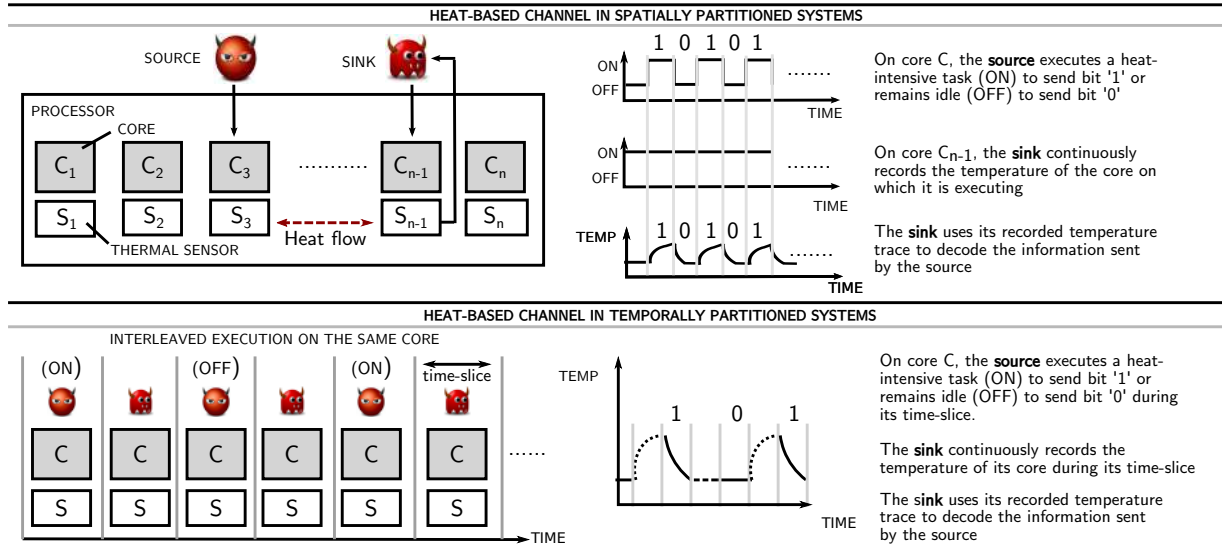 HEAT-BASED CHANNEL IN SPATIALLY PARTITIONED SYSTEMS
SOURCE
SINK
PROCESSOR
CORE
C1
C2
C3
............
Cn-1
Cn
S1
S2
S3
Sn-1
Sn
Heat flow
THERMAL SENSOR
1 0 1 0 1
ON
OFF
.......
TIME
ON
OFF
.......
TIME
TEMP
1 0 1 0 1
.......
TIME
On core C, the source executes a heat-
intensive task (ON) to send bit '1' or
remains idle (OFF) to send bit '0'
On core Cn-1, the sink continuously
records the temperature of the core on
which it is executing
The sink uses its recorded temperature
trace to decode the information sent
by the source
HEAT-BASED CHANNEL IN TEMPORALLY PARTITIONED SYSTEMS
INTERLEAVED EXECUTION ON THE SAME CORE
(ON)
(OFF)
(ON)
time-slice
C C C C C C
......
S S S S S S
TIME
TEMP
1 0 1
TIME
On core C, the source executes a heat-
intensive task (ON) to send bit '1' or
remains idle (OFF) to send bit '0' during
its time-slice.
The sink continuously records the
temperature of its core during its time-slice
The sink uses its recorded temperature
trace to decode the information sent
by the source